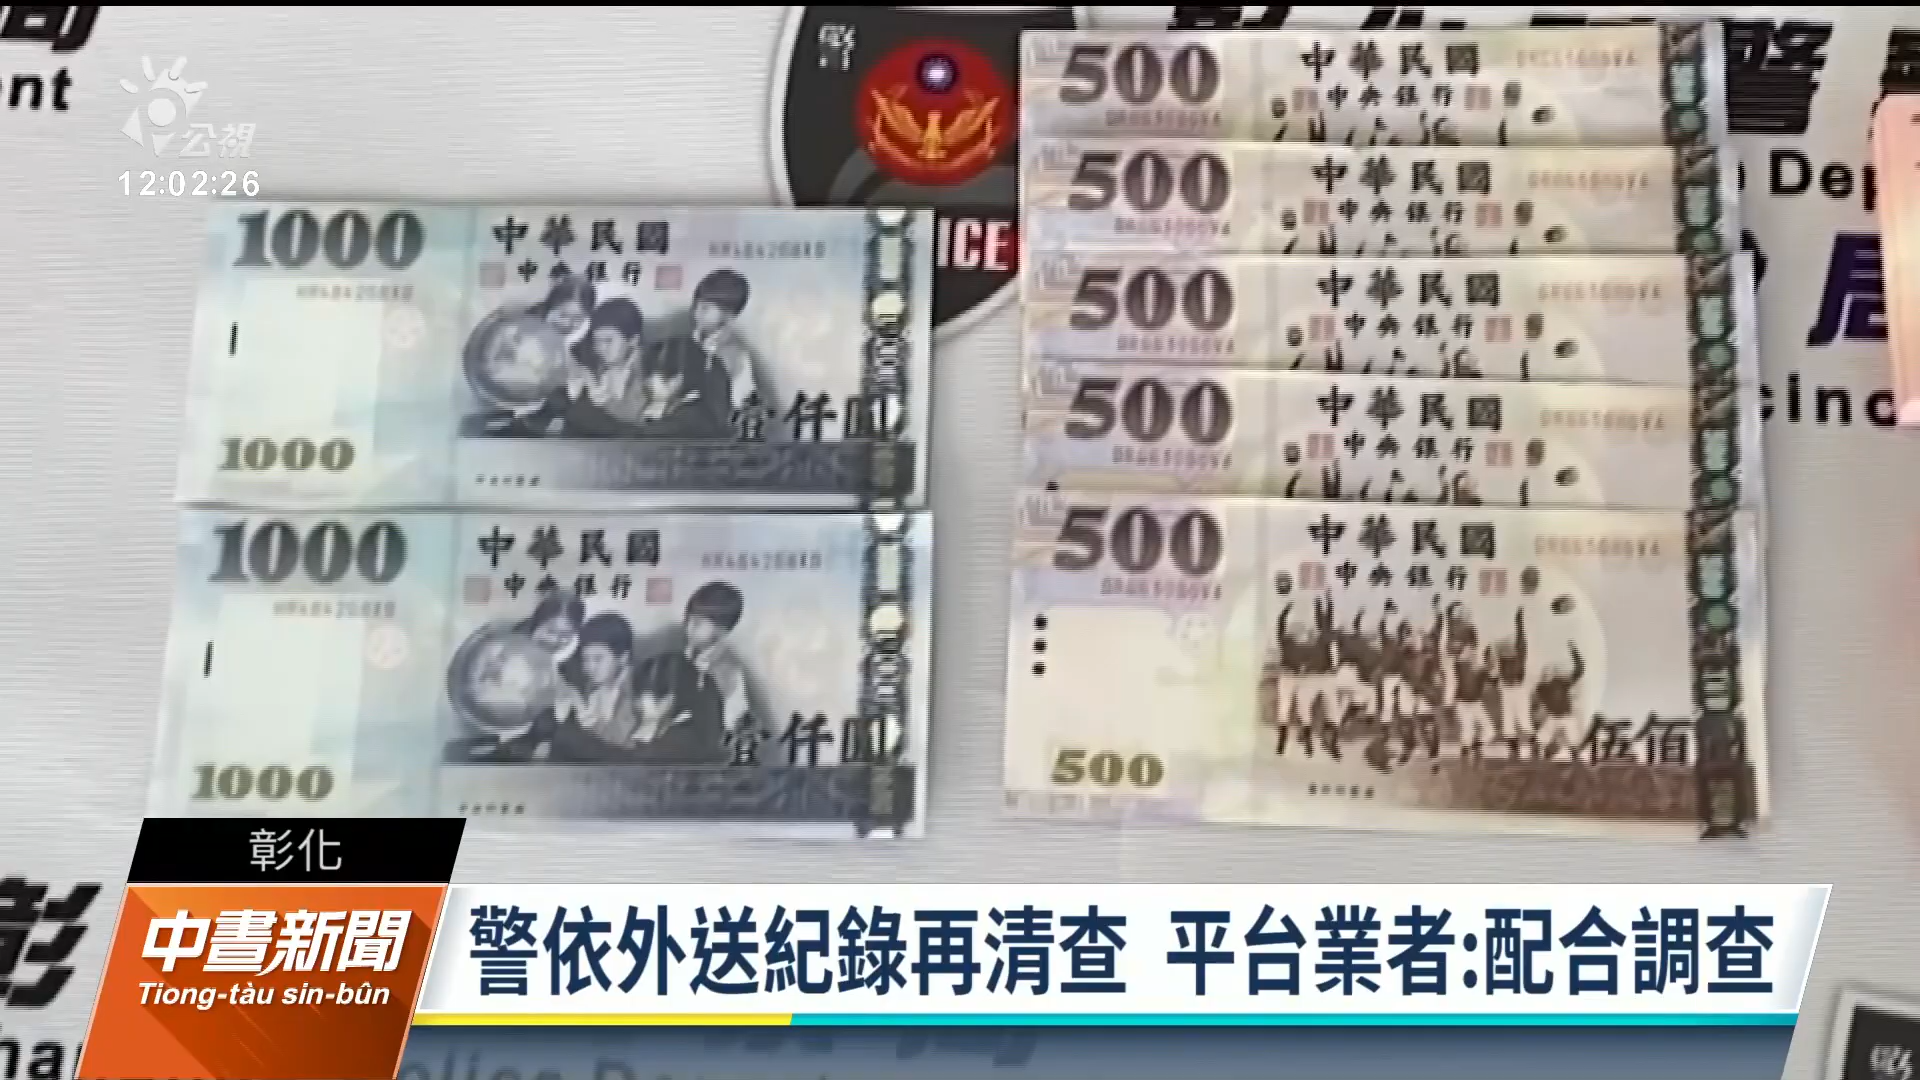 公視
12:02:26
警
ICE
1000
中華民國
中央銀行
壹仟圓
1000
1000
中華民國
中央銀行
壹仟圓
1000
500
中華民國
中央銀行
500
中華民國
中央銀行
500
中華民國
中央銀行
500
中華民國
中央銀行
500
中華民國
中央銀行
伍佰
500
警
Dep
局
cinc
ent
彰化
中晝新聞
Tiong-tàu sin-bûn
警依外送紀錄再清查 平台業者:配合調查